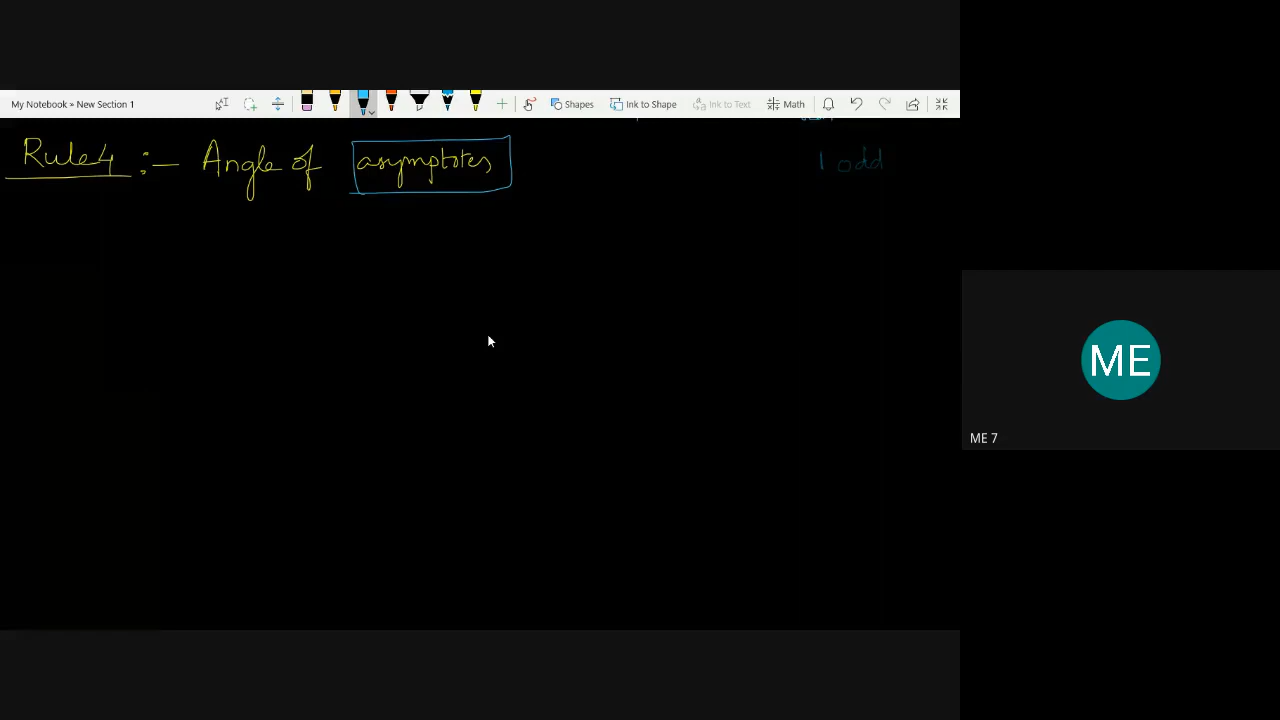 My Notebook » New Section 1
Shapes
Ink to Shape
Ink to Text
Math
Rule4 :- Angle of asymptotes
1 odd
ME
ME 7